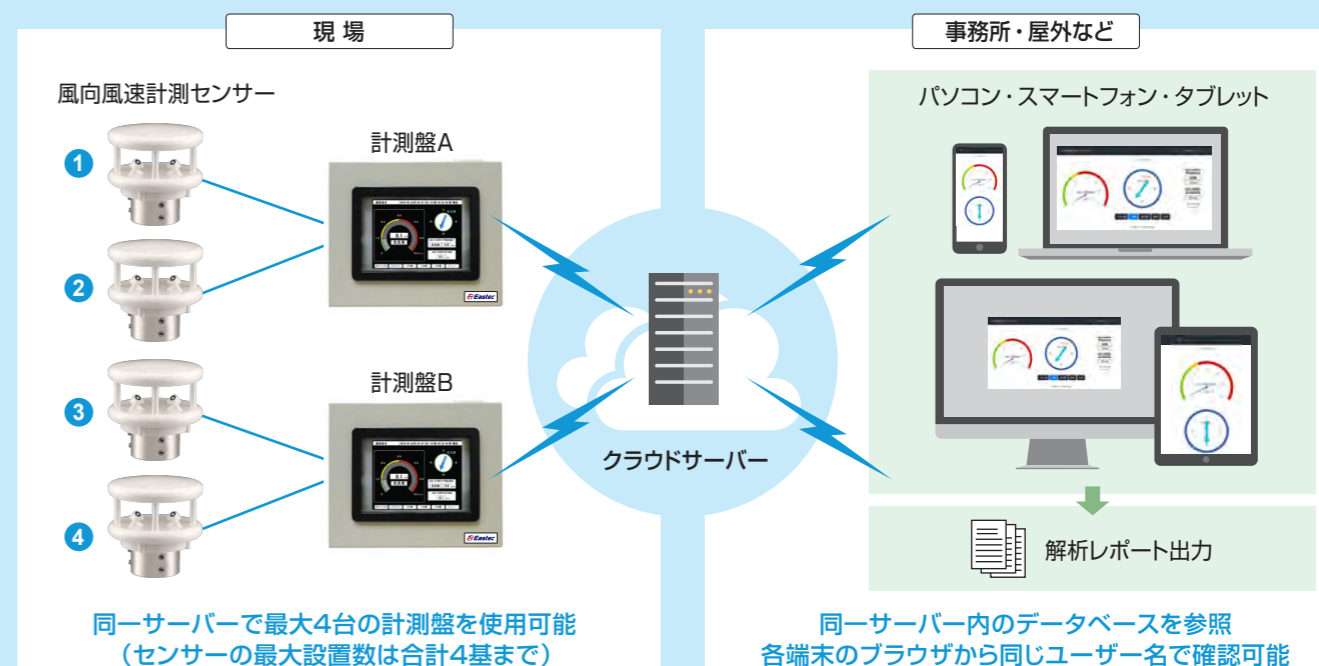 現場
風向風速計測センサー
1
2
3
4
計測盤A
Eastec
計測盤B
Eastec
同一サーバーで最大4台の計測盤を使用可能
（センサーの最大設置数は合計4基まで）
クラウドサーバー
事務所・屋外など
パソコン・スマートフォン・タブレット
解析レポート出力
同一サーバー内のデータベースを参照
各端末のブラウザから同じユーザー名で確認可能